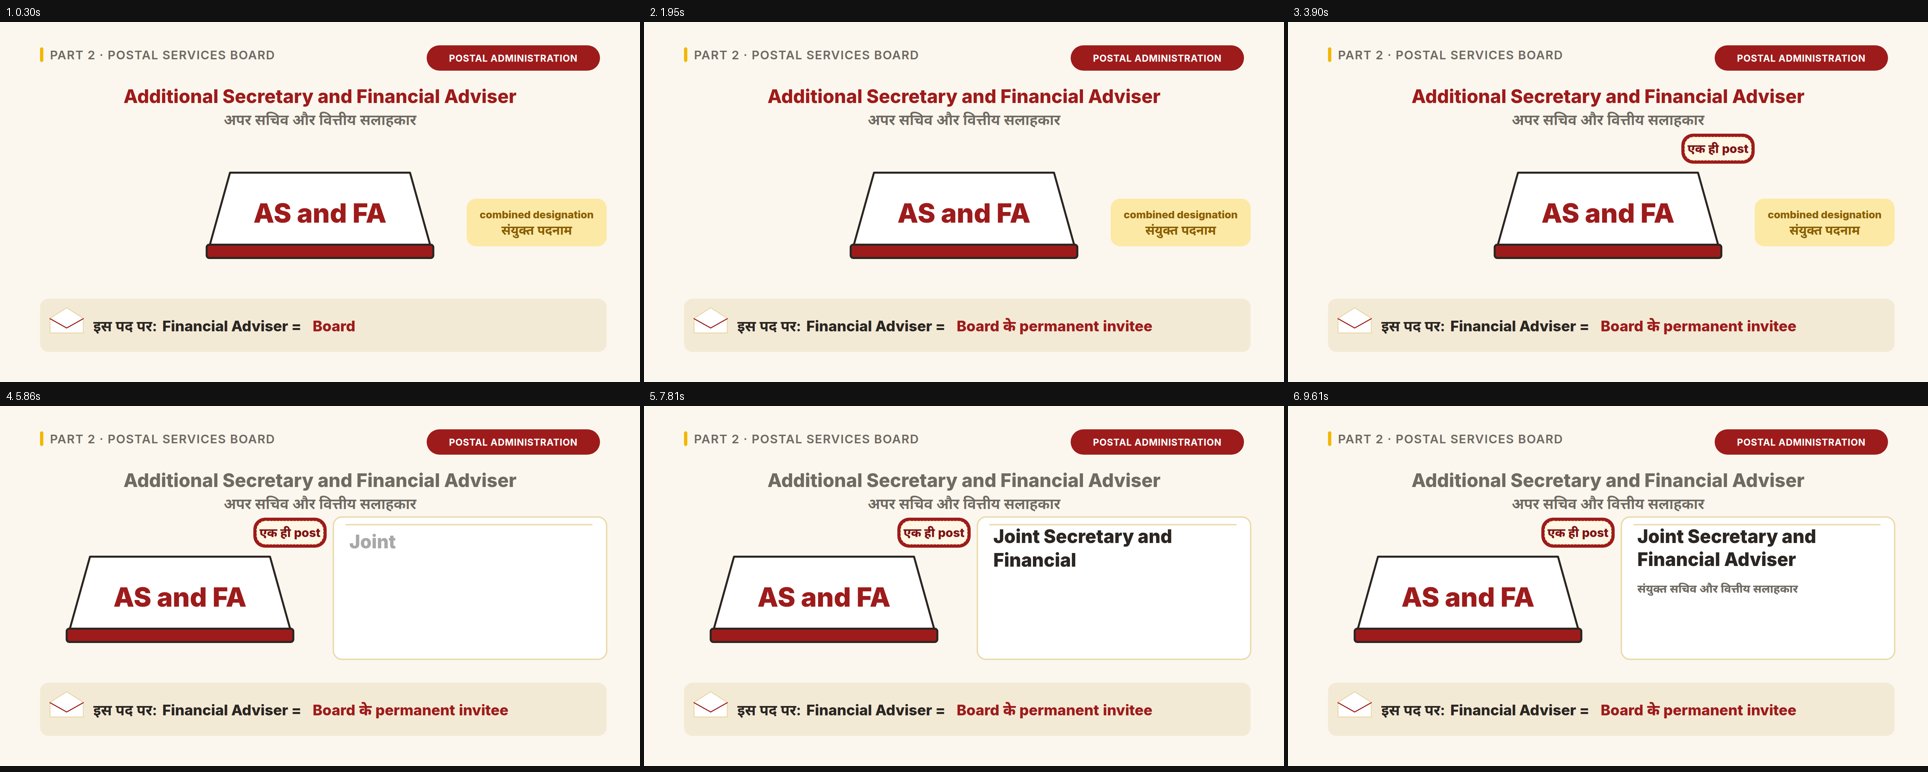 1. 0.30s
PART 2 · POSTAL SERVICES BOARD
POSTAL ADMINISTRATION
Additional Secretary and Financial Adviser
अपर सचिव और वित्तीय सलाहकार
AS and FA
combined designation
संयुक्त पदनाम
इस पद पर: Financial Adviser = Board
2. 1.95s
PART 2 · POSTAL SERVICES BOARD
POSTAL ADMINISTRATION
Additional Secretary and Financial Adviser
अपर सचिव और वित्तीय सलाहकार
AS and FA
combined designation
संयुक्त पदनाम
इस पद पर: Financial Adviser = Board के permanent invitee
3. 3.90s
PART 2 · POSTAL SERVICES BOARD
POSTAL ADMINISTRATION
Additional Secretary and Financial Adviser
अपर सचिव और वित्तीय सलाहकार
एक ही post
AS and FA
combined designation
संयुक्त पदनाम
इस पद पर: Financial Adviser = Board के permanent invitee
4. 5.86s
PART 2 · POSTAL SERVICES BOARD
POSTAL ADMINISTRATION
Additional Secretary and Financial Adviser
अपर सचिव और वित्तीय सलाहकार
एक ही post
Joint
AS and FA
इस पद पर: Financial Adviser = Board के permanent invitee
5. 7.81s
PART 2 · POSTAL SERVICES BOARD
POSTAL ADMINISTRATION
Additional Secretary and Financial Adviser
अपर सचिव और वित्तीय सलाहकार
एक ही post
Joint Secretary and
Financial
AS and FA
इस पद पर: Financial Adviser = Board के permanent invitee
6. 9.61s
PART 2 · POSTAL SERVICES BOARD
POSTAL ADMINISTRATION
Additional Secretary and Financial Adviser
अपर सचिव और वित्तीय सलाहकार
एक ही post
Joint Secretary and
Financial Adviser
संयुक्त सचिव और वित्तीय सलाहकार
AS and FA
इस पद पर: Financial Adviser = Board के permanent invitee